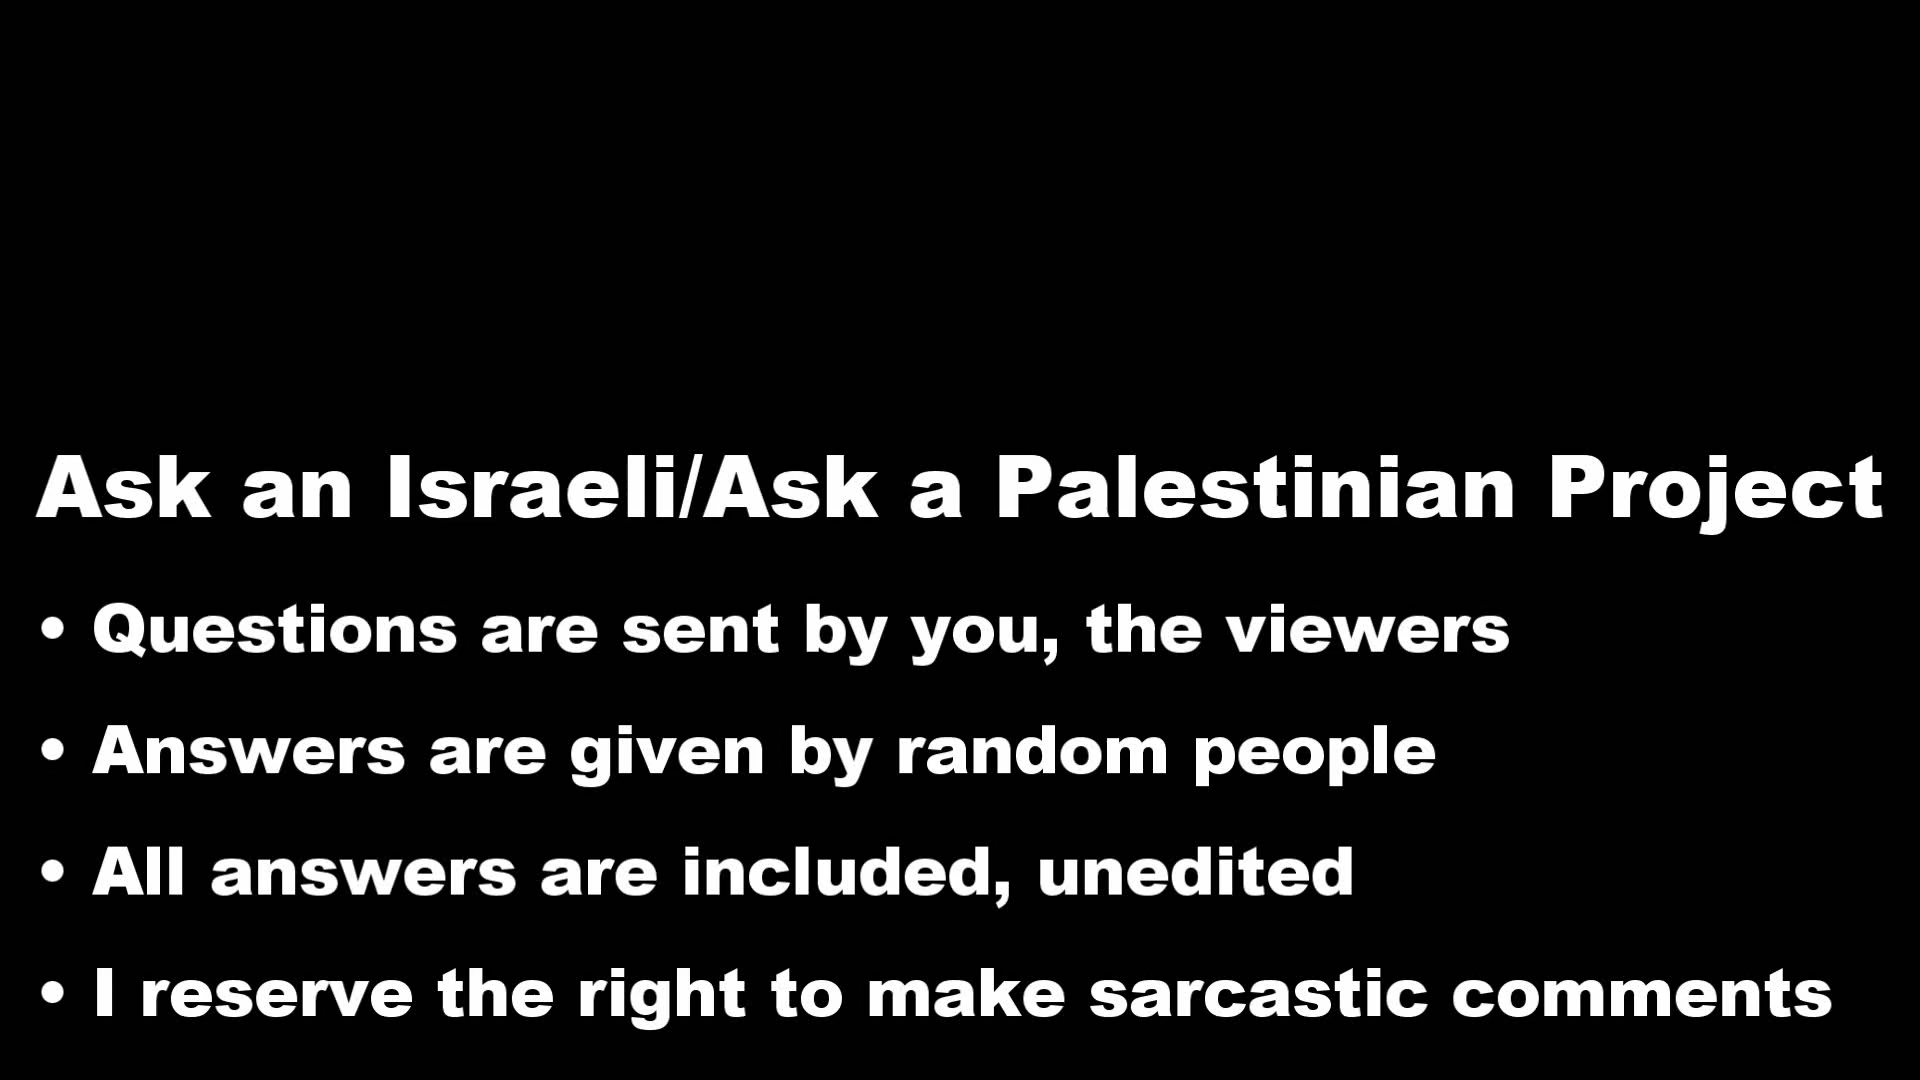 Ask an Israeli/Ask a Palestinian Project
• Questions are sent by you, the viewers
• Answers are given by random people
• All answers are included, unedited
• I reserve the right to make sarcastic comments